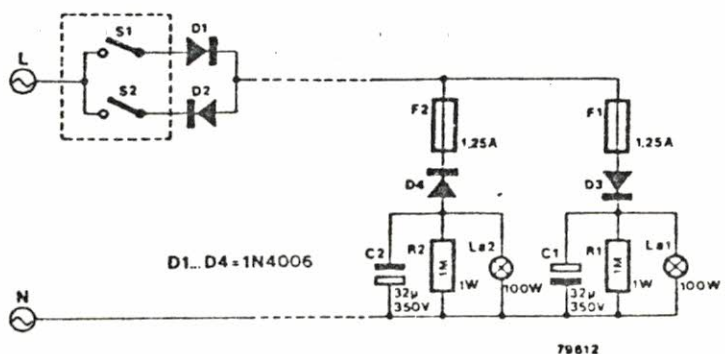 L
S1
D1
S2
D2
F2
1,25A
F1
1,25A
D4
D3
C2
32µ
350V
R2
1M
1W
La2
100W
C1
32µ
350V
R1
1M
1W
La1
100W
D1...D4=1N4006
N
79612